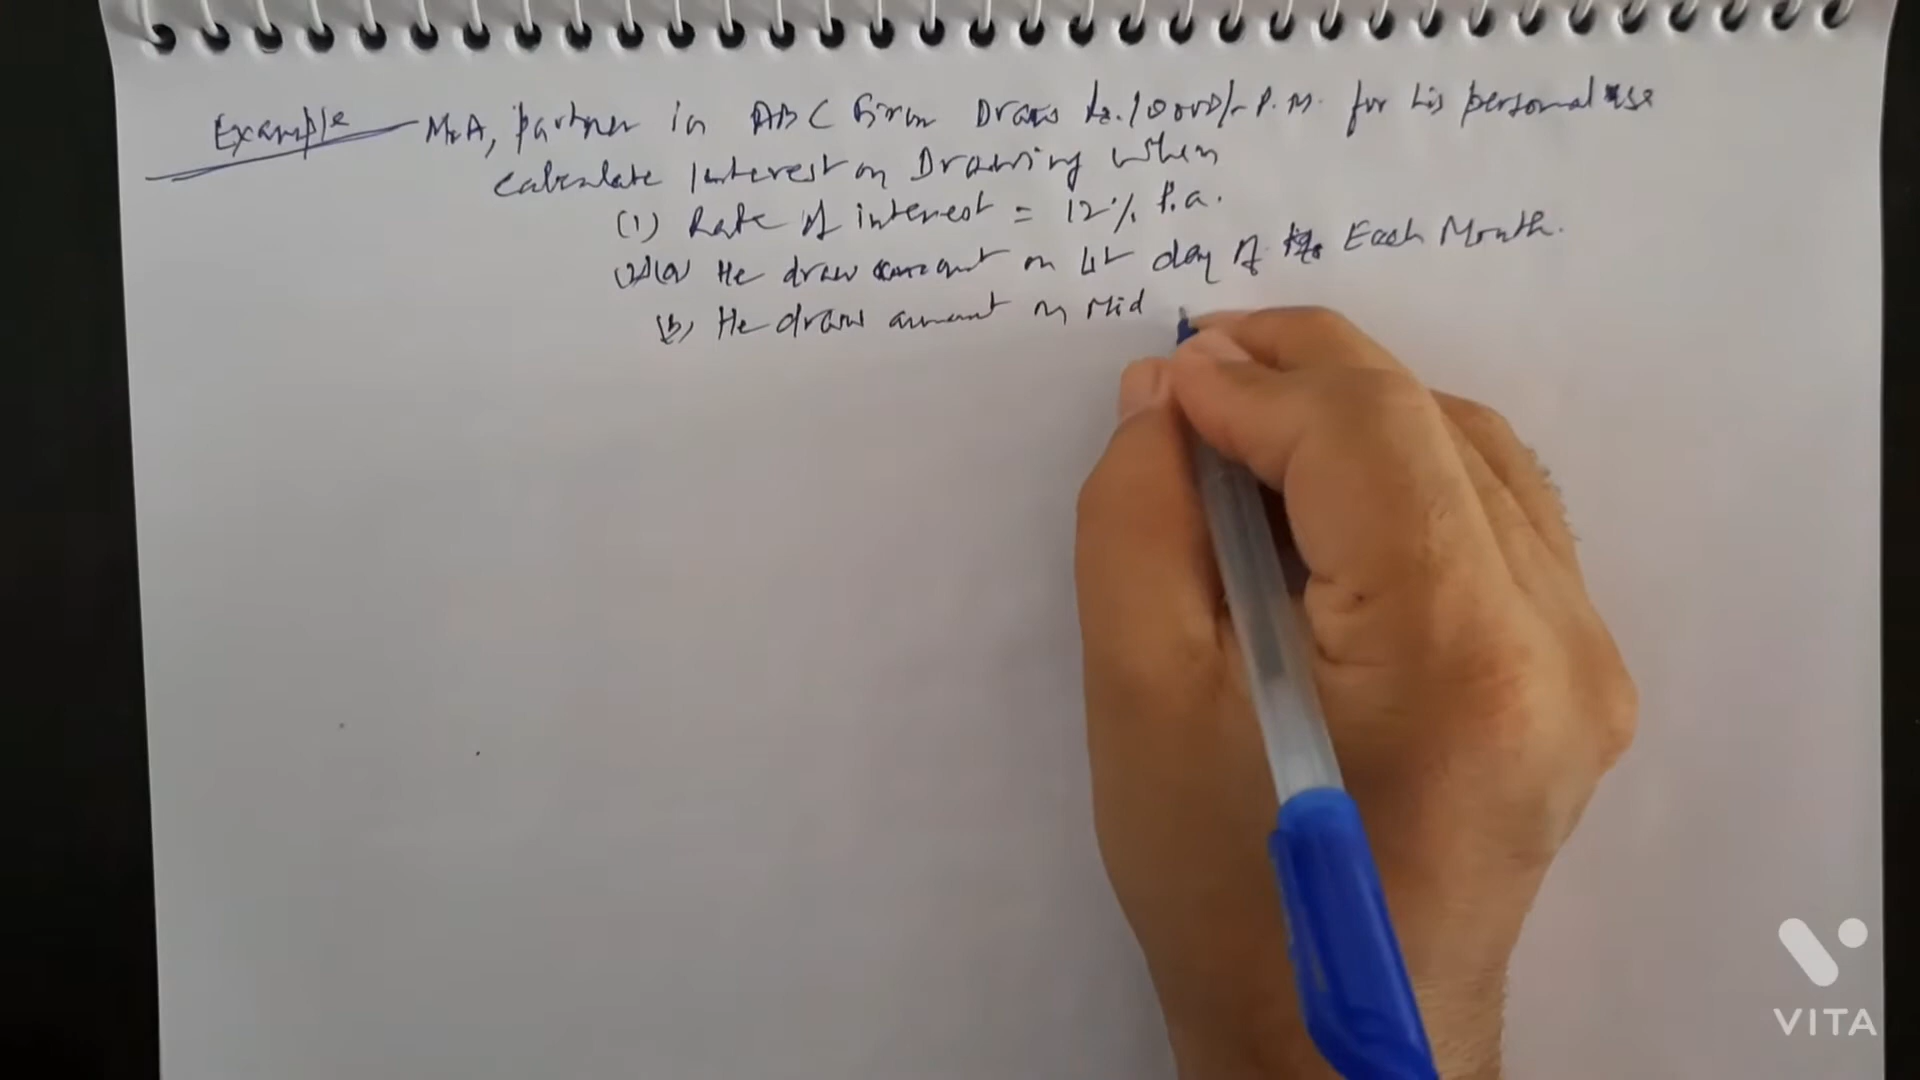 Example - Mr A, partner in ABC firm Draws Rs. 10000/- P.M. for his personal use
Calculate Interest on Drawing when
(1) Rate of interest = 12% P.a.
(2) (a) He draw amount on 1st day of Each Month.
(b) He draw amount on Mid
VITA